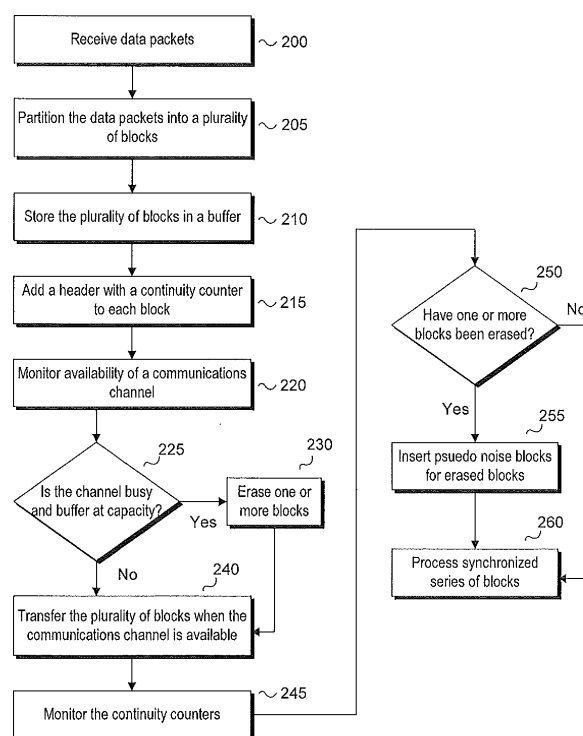 Receive data packets
200
Partition the data packets into a plurality
of blocks
205
Store the plurality of blocks in a buffer
210
Add a header with a continuity counter
to each block
215
Monitor availability of a communications
channel
220
225
Is the channel busy
and buffer at capacity?
Yes
No
230
Erase one or
more blocks
240
Transfer the plurality of blocks when the
communications channel is available
245
Monitor the continuity counters
250
Have one or more
blocks been erased?
No
Yes
255
Insert psuedo noise blocks
for erased blocks
260
Process synchronized
series of blocks